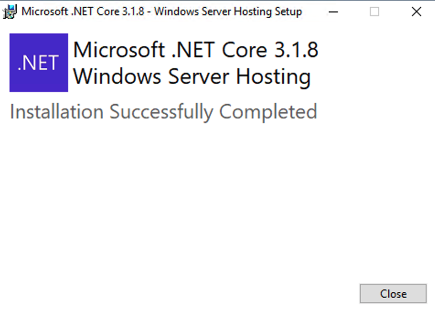 Microsoft .NET Core 3.1.8 - Windows Server Hosting Setup
.NET
Microsoft .NET Core 3.1.8
Windows Server Hosting
Installation Successfully Completed
Close